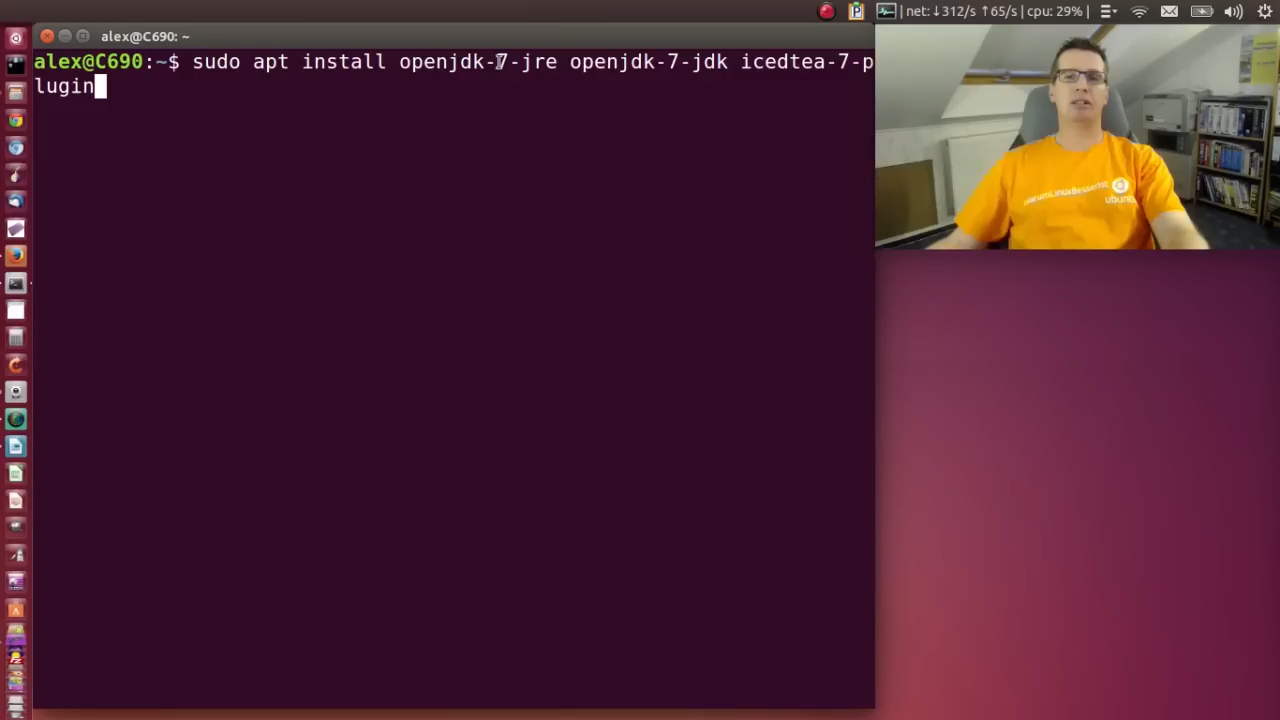 net: ↓312/s ↑65/s | cpu: 29%
alex@C690: ~
alex@C690:~$ sudo apt install openjdk-7-jre openjdk-7-jdk icedtea-7-p
lugin
ubuntu